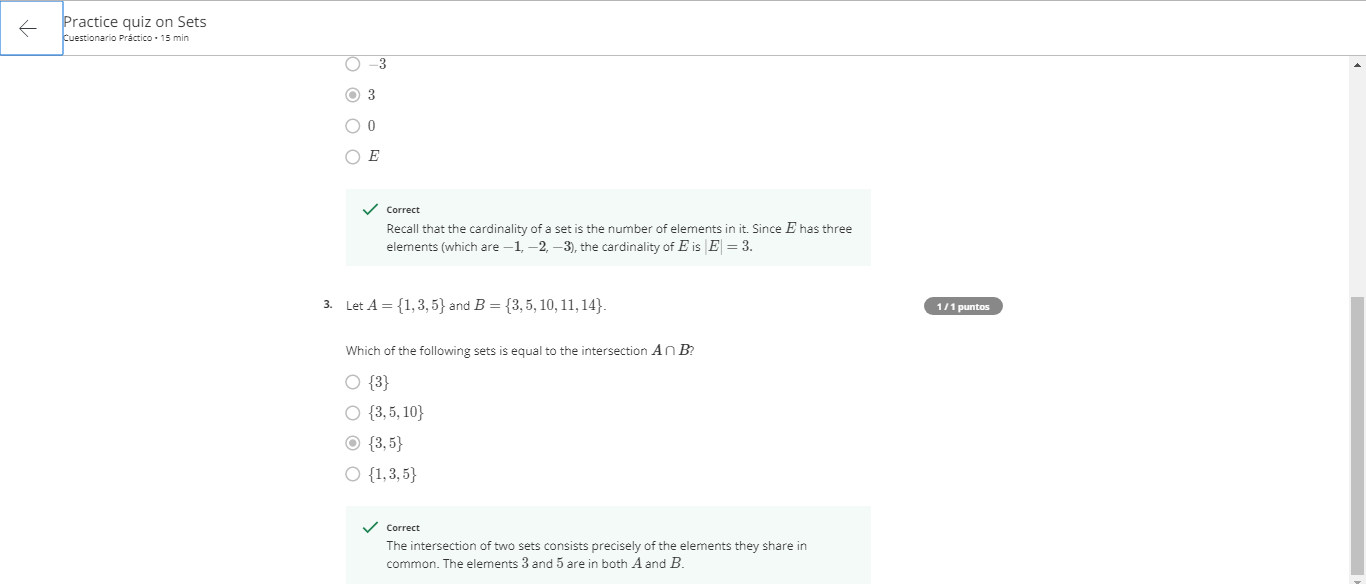 Practice quiz on Sets
Cuestionario Práctico • 15 min
−3
3
0
E
Correct
Recall that the cardinality of a set is the number of elements in it. Since E has three
elements (which are −1, −2, −3), the cardinality of E is |E| = 3.
3. Let A = {1, 3, 5} and B = {3, 5, 10, 11, 14}.
1 / 1 puntos
Which of the following sets is equal to the intersection A ∩ B?
{3}
{3, 5, 10}
{3, 5}
{1, 3, 5}
Correct
The intersection of two sets consists precisely of the elements they share in
common. The elements 3 and 5 are in both A and B.